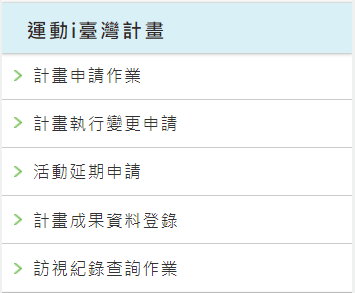 運動i臺灣計畫
計畫申請作業
計畫執行變更申請
活動延期申請
計畫成果資料登錄
訪視紀錄查詢作業